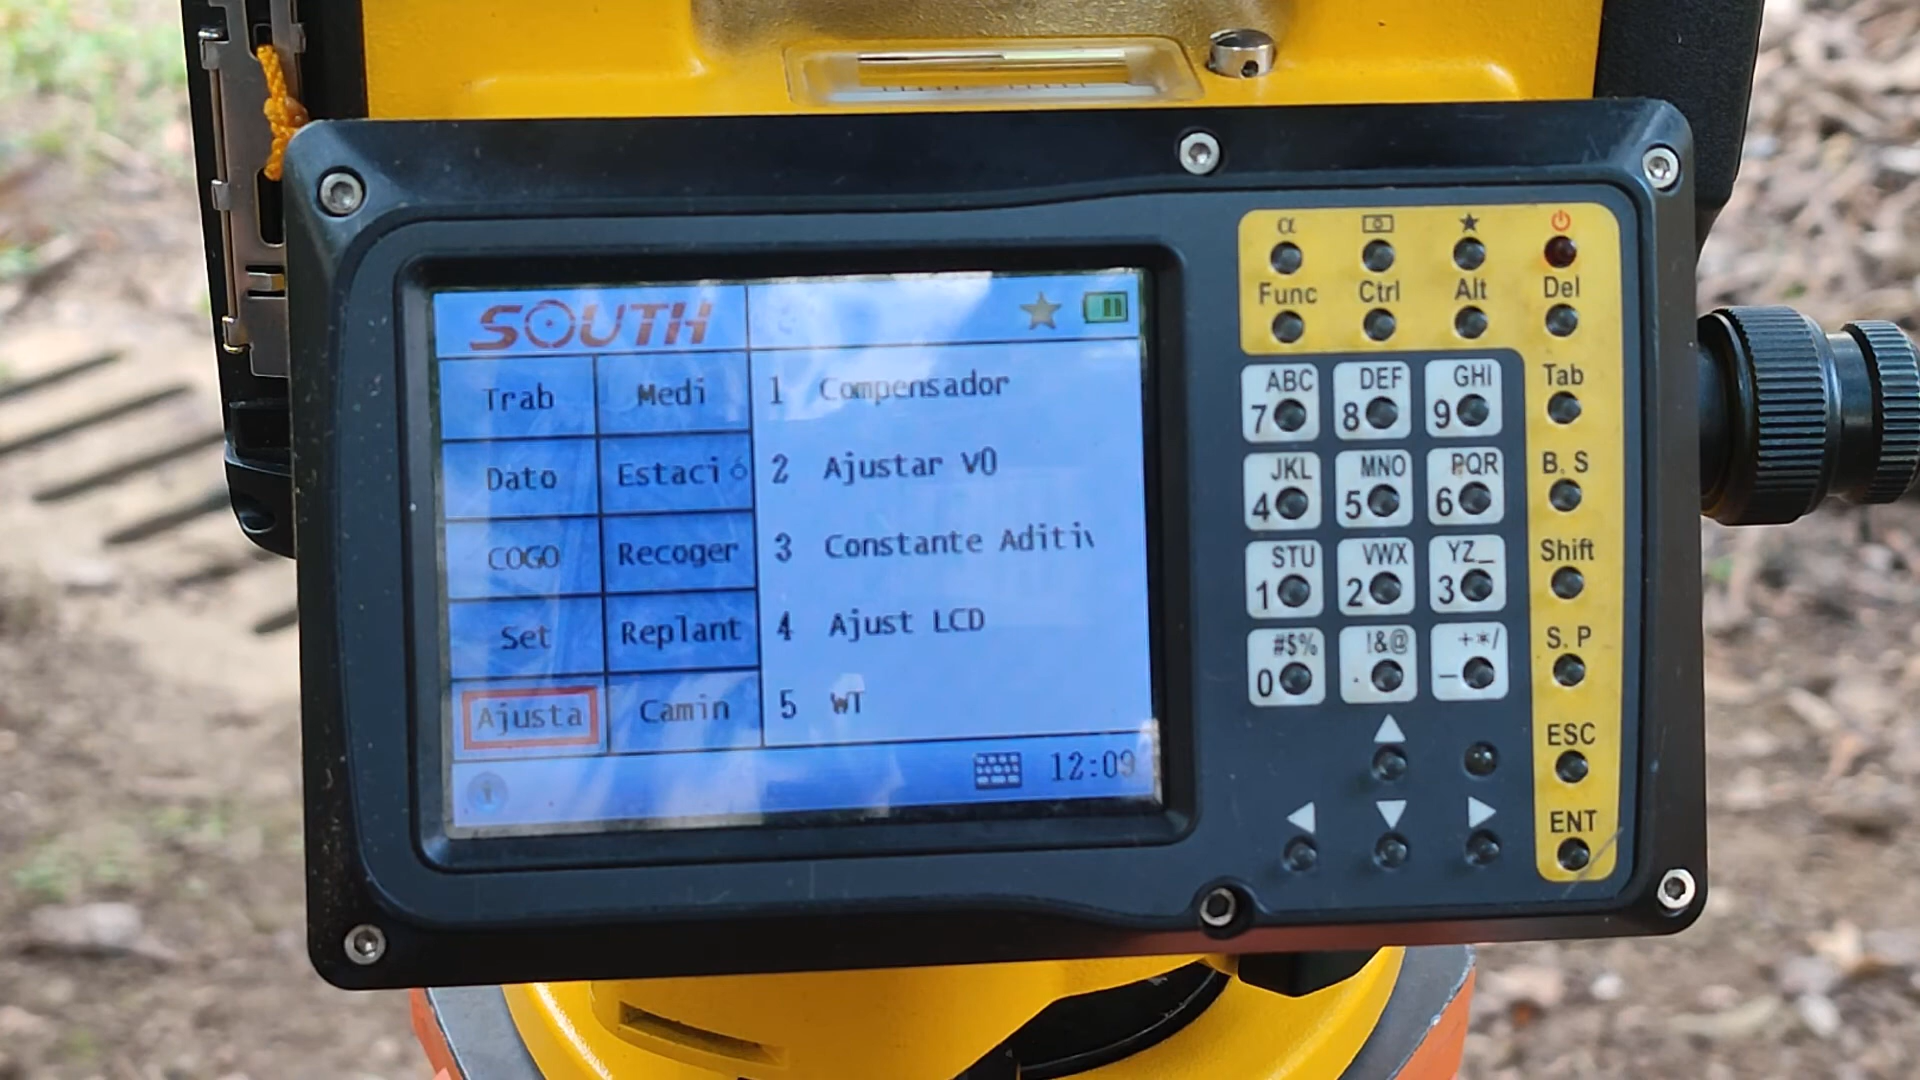 SOUTH
Trab Medi
Dato Estació
COGO Recoger
Set Replant
Ajusta Camin
1 Compensador
2 Ajustar V0
3 Constante Aditiv
4 Ajust LCD
5 WT
12:09
α ★
Func Ctrl Alt Del
ABC DEF GHI Tab
7 8 9
JKL MNO PQR B.S
4 5 6
STU VWX YZ_ Shift
1 2 3
#$% !&@ +*/ S.P
0 . −
ESC
ENT